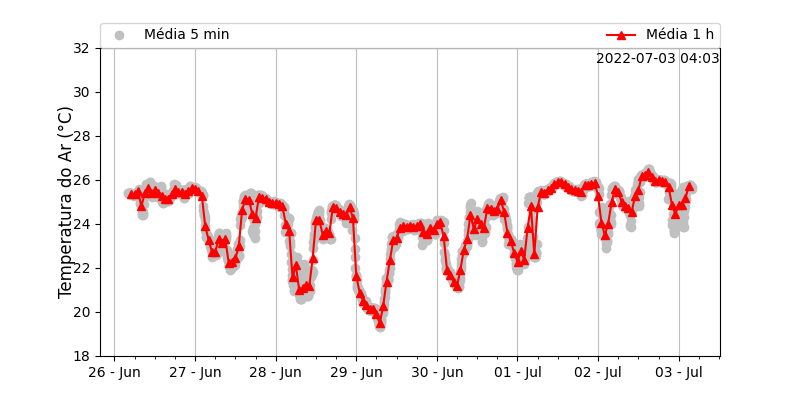 Média 5 min
Média 1 h
2022-07-03 04:03
Temperatura do Ar (°C)
32
30
28
26
24
22
20
18
26 - Jun
27 - Jun
28 - Jun
29 - Jun
30 - Jun
01 - Jul
02 - Jul
03 - Jul